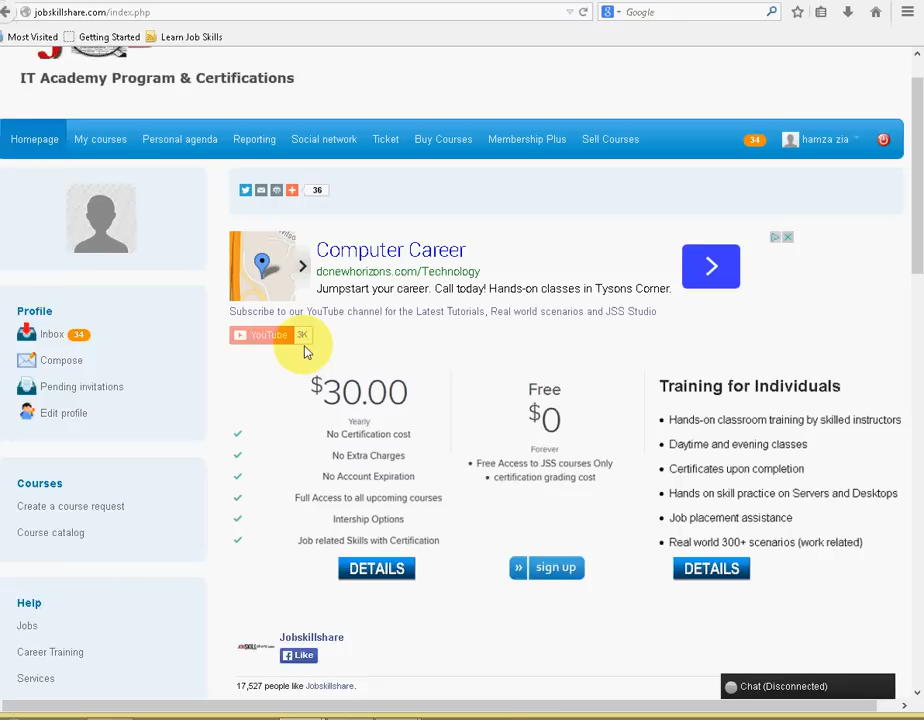 jobskillshare.com/index.php
Google
Most Visited
Getting Started
Learn Job Skills
IT Academy Program & Certifications
Homepage
My courses
Personal agenda
Reporting
Social network
Ticket
Buy Courses
Membership Plus
Sell Courses
34
hamza zia
36
Computer Career
dcnewhorizons.com/Technology
Jumpstart your career. Call today! Hands-on classes in Tysons Corner.
Subscribe to our YouTube channel for the Latest Tutorials, Real world scenarios and JSS Studio
YouTube 3K
Profile
Inbox 34
Compose
Pending invitations
Edit profile
Courses
Create a course request
Course catalog
Help
Jobs
Career Training
Services
$30.00
Yearly
No Certification cost
No Extra Charges
No Account Expiration
Full Access to all upcoming courses
Intership Options
Job related Skills with Certification
DETAILS
Free
$0
Forever
Free Access to JSS courses Only
certification grading cost
sign up
Training for Individuals
Hands-on classroom training by skilled instructors
Daytime and evening classes
Certificates upon completion
Hands on skill practice on Servers and Desktops
Job placement assistance
Real world 300+ scenarios (work related)
DETAILS
Jobskillshare
Like
17,527 people like Jobskillshare.
Chat (Disconnected)